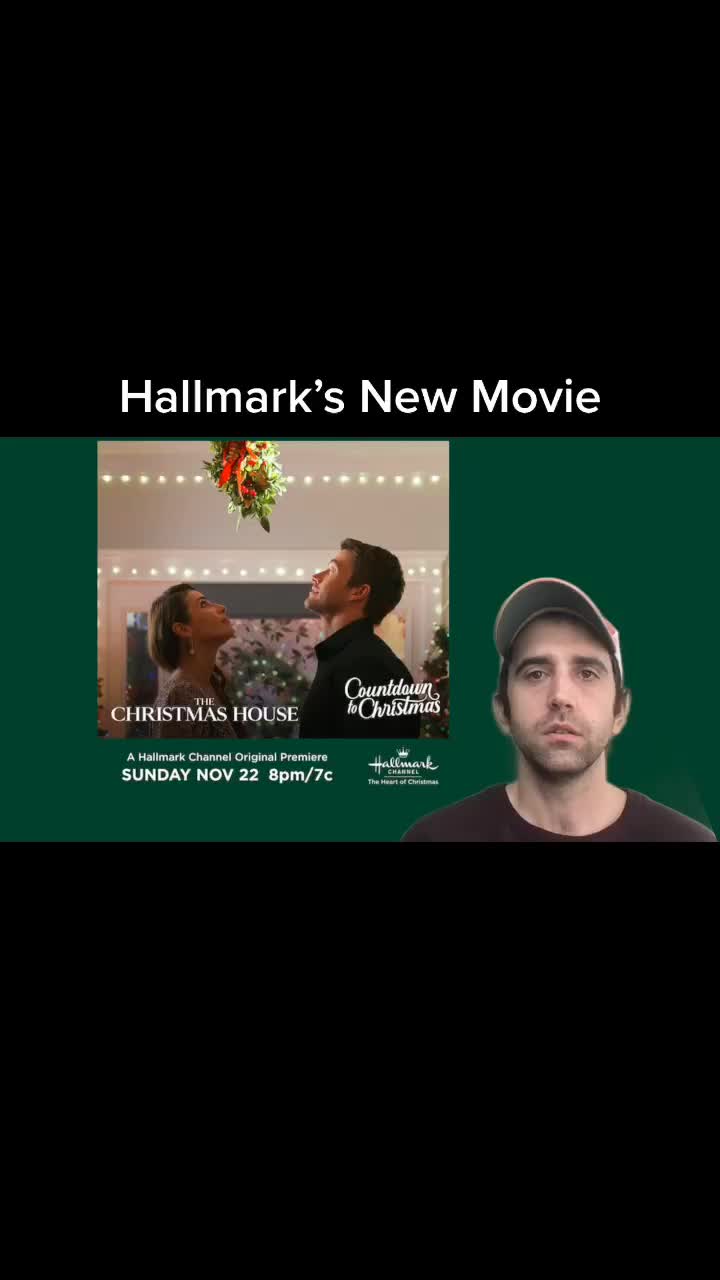 Hallmark’s New Movie
THE
CHRISTMAS HOUSE
Countdown
to Christmas
A Hallmark Channel Original Premiere
SUNDAY NOV 22 8pm/7c
Hallmark
CHANNEL
The Heart of Christmas